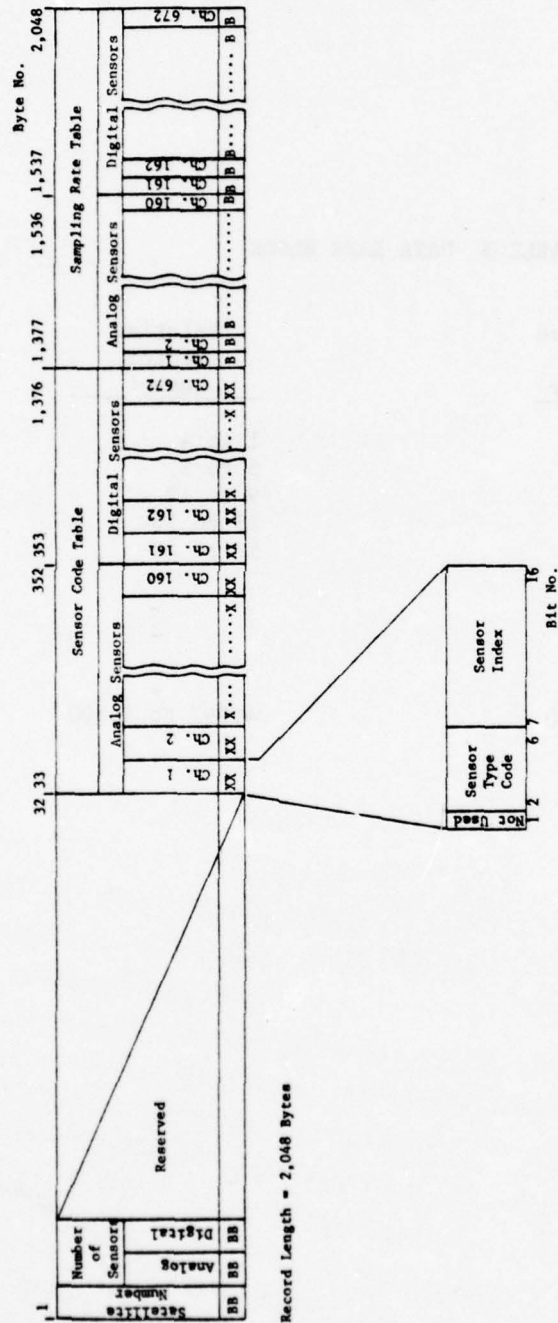 Byte No.
1
32 33
352 353
1,376
1,377
1,536
1,537
2,048
Satellite Number
Number of Sensors
Reserved
Sensor Code Table
Sampling Rate Table
Analog Sensors
Digital Sensors
Analog Sensors
Digital Sensors
Analog
Digital
Ch. 1
Ch. 2
Ch. 160
Ch. 161
Ch. 162
Ch. 672
Ch. 1
Ch. 2
Ch. 160
Ch. 161
Ch. 162
Ch. 672
BB BB BB
XX XX X... .....X XX XX XX X... ...X XX
B B B... ...... BB B B B... ..... B B
Record Length = 2,048 Bytes
Not Used
Sensor Type Code
Sensor Index
1 2 6 7 16
Bit No.